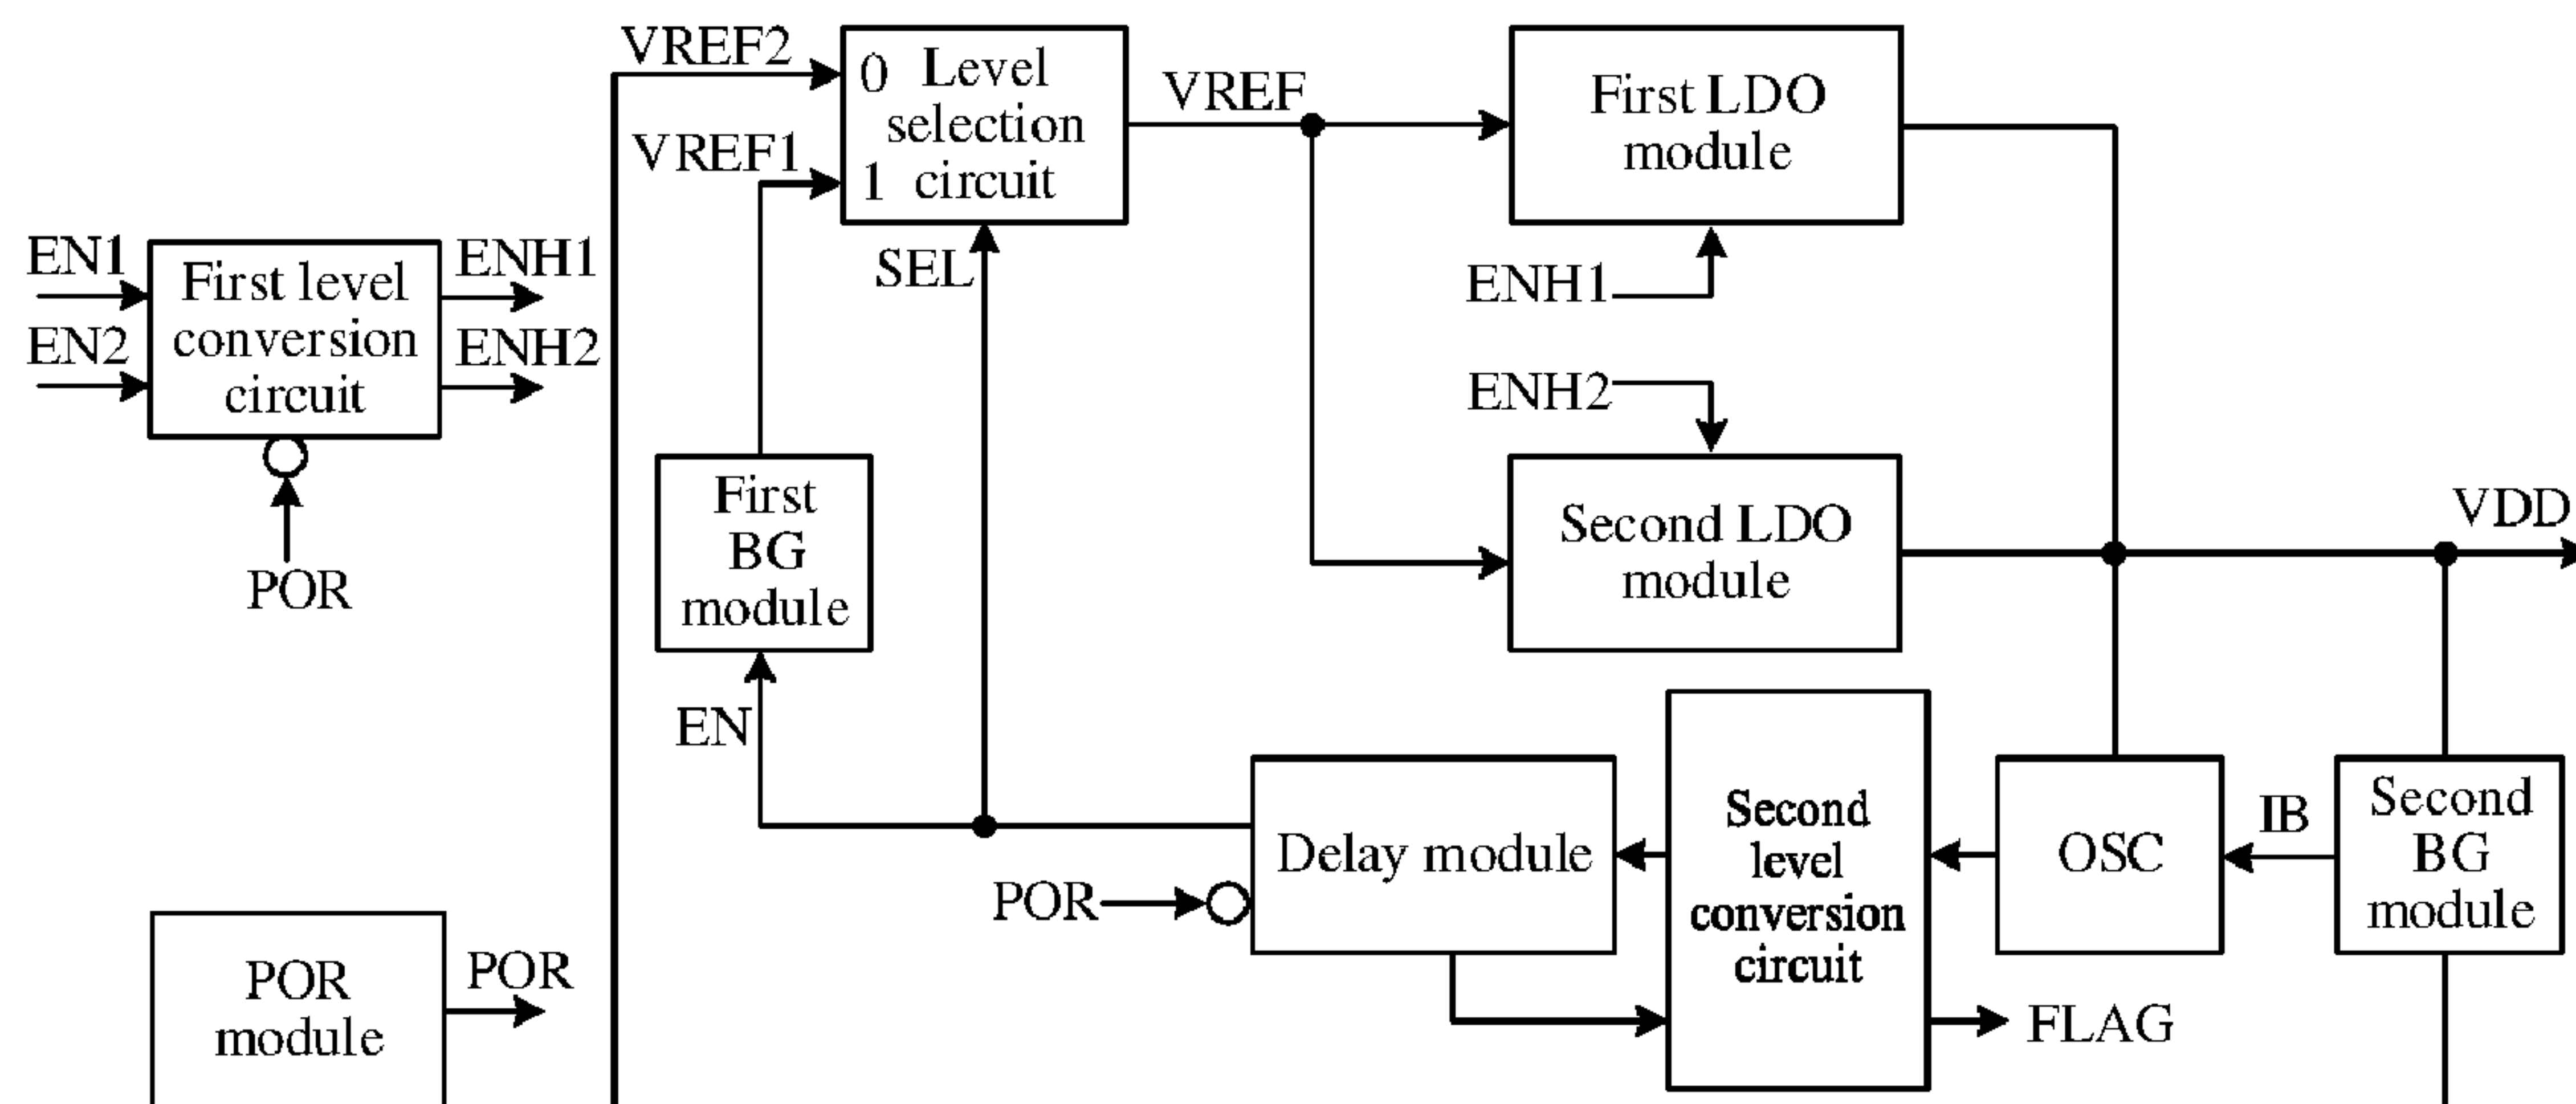 VREF2
0 Level
selection
circuit
1
VREF1
VREF
First LDO
module
EN1
EN2
First level
conversion
circuit
ENH1
ENH2
POR
SEL
ENH1
ENH2
First
BG
module
Second LDO
module
VDD
EN
Delay module
POR
Second
level
conversion
circuit
OSC
IB
Second
BG
module
FLAG
POR
module
POR